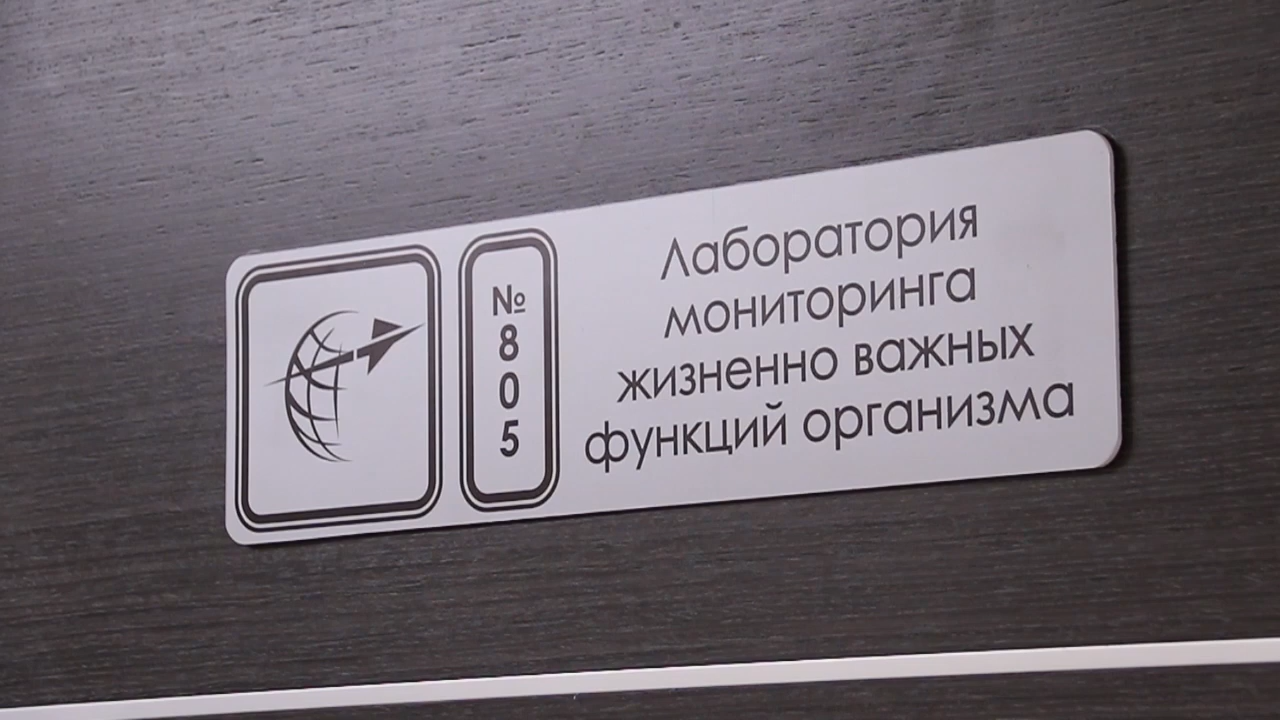 №
8
0
5
Лаборатория
мониторинга
жизненно важных
функций организма